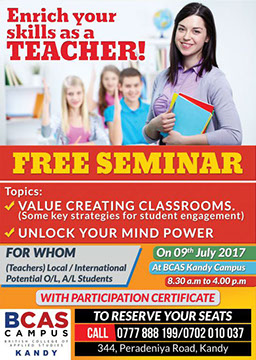 Enrich your
skills as a
TEACHER!
FREE SEMINAR
Topics:
VALUE CREATING CLASSROOMS.
(Some key strategies for student engagement)
UNLOCK YOUR MIND POWER
FOR WHOM
(Teachers) Local / International
Potential O/L, A/L Students
On 09th July 2017
At BCAS Kandy Campus
8.30 a.m to 4.00 p.m
WITH PARTICIPATION CERTIFICATE
BCAS
CAMPUS
BRITISH COLLEGE OF APPLIED STUDIES
KANDY
TO RESERVE YOUR SEATS
CALL 0777 888 199/0702 010 037
344, Peradeniya Road, Kandy